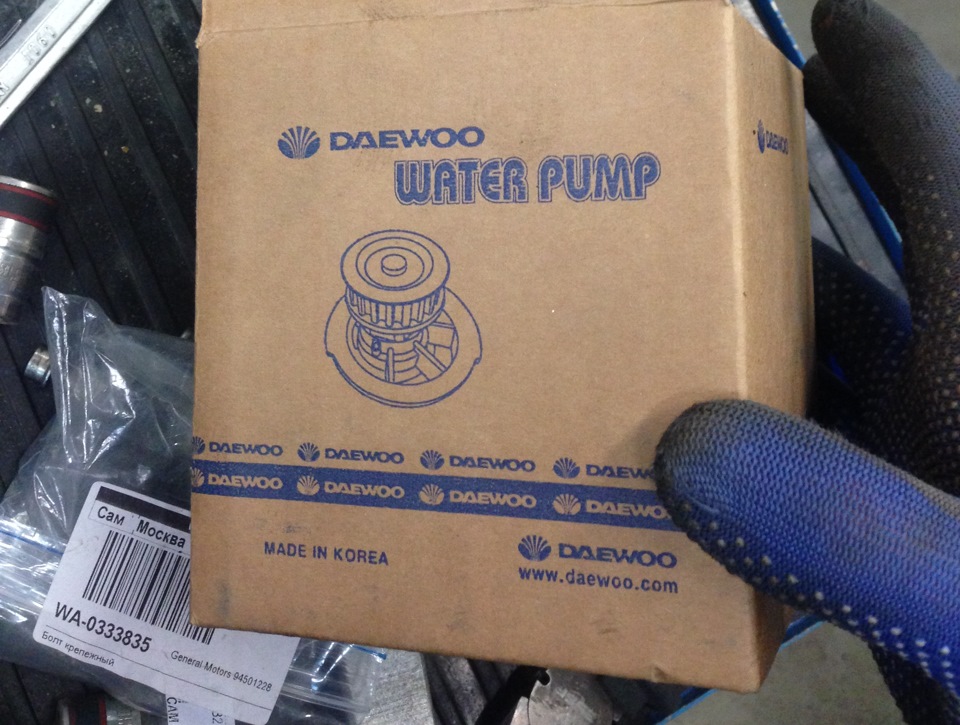 DAEWOO
WATER PUMP
DAEWOO
DAEWOO DAEWOO DAEWOO DAEWOO
DAEWOO DAEWOO DAEWOO DAEWOO
MADE IN KOREA
DAEWOO
www.daewoo.com
Сам Москва
WA-0333835
Болт крепежный
General Motors 94501228